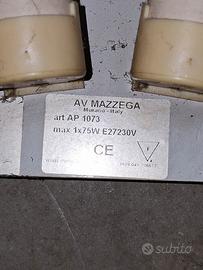 AV MAZZEGA
Murano - Italy
art AP 1073
max 1x75W E27230V
CE
subito